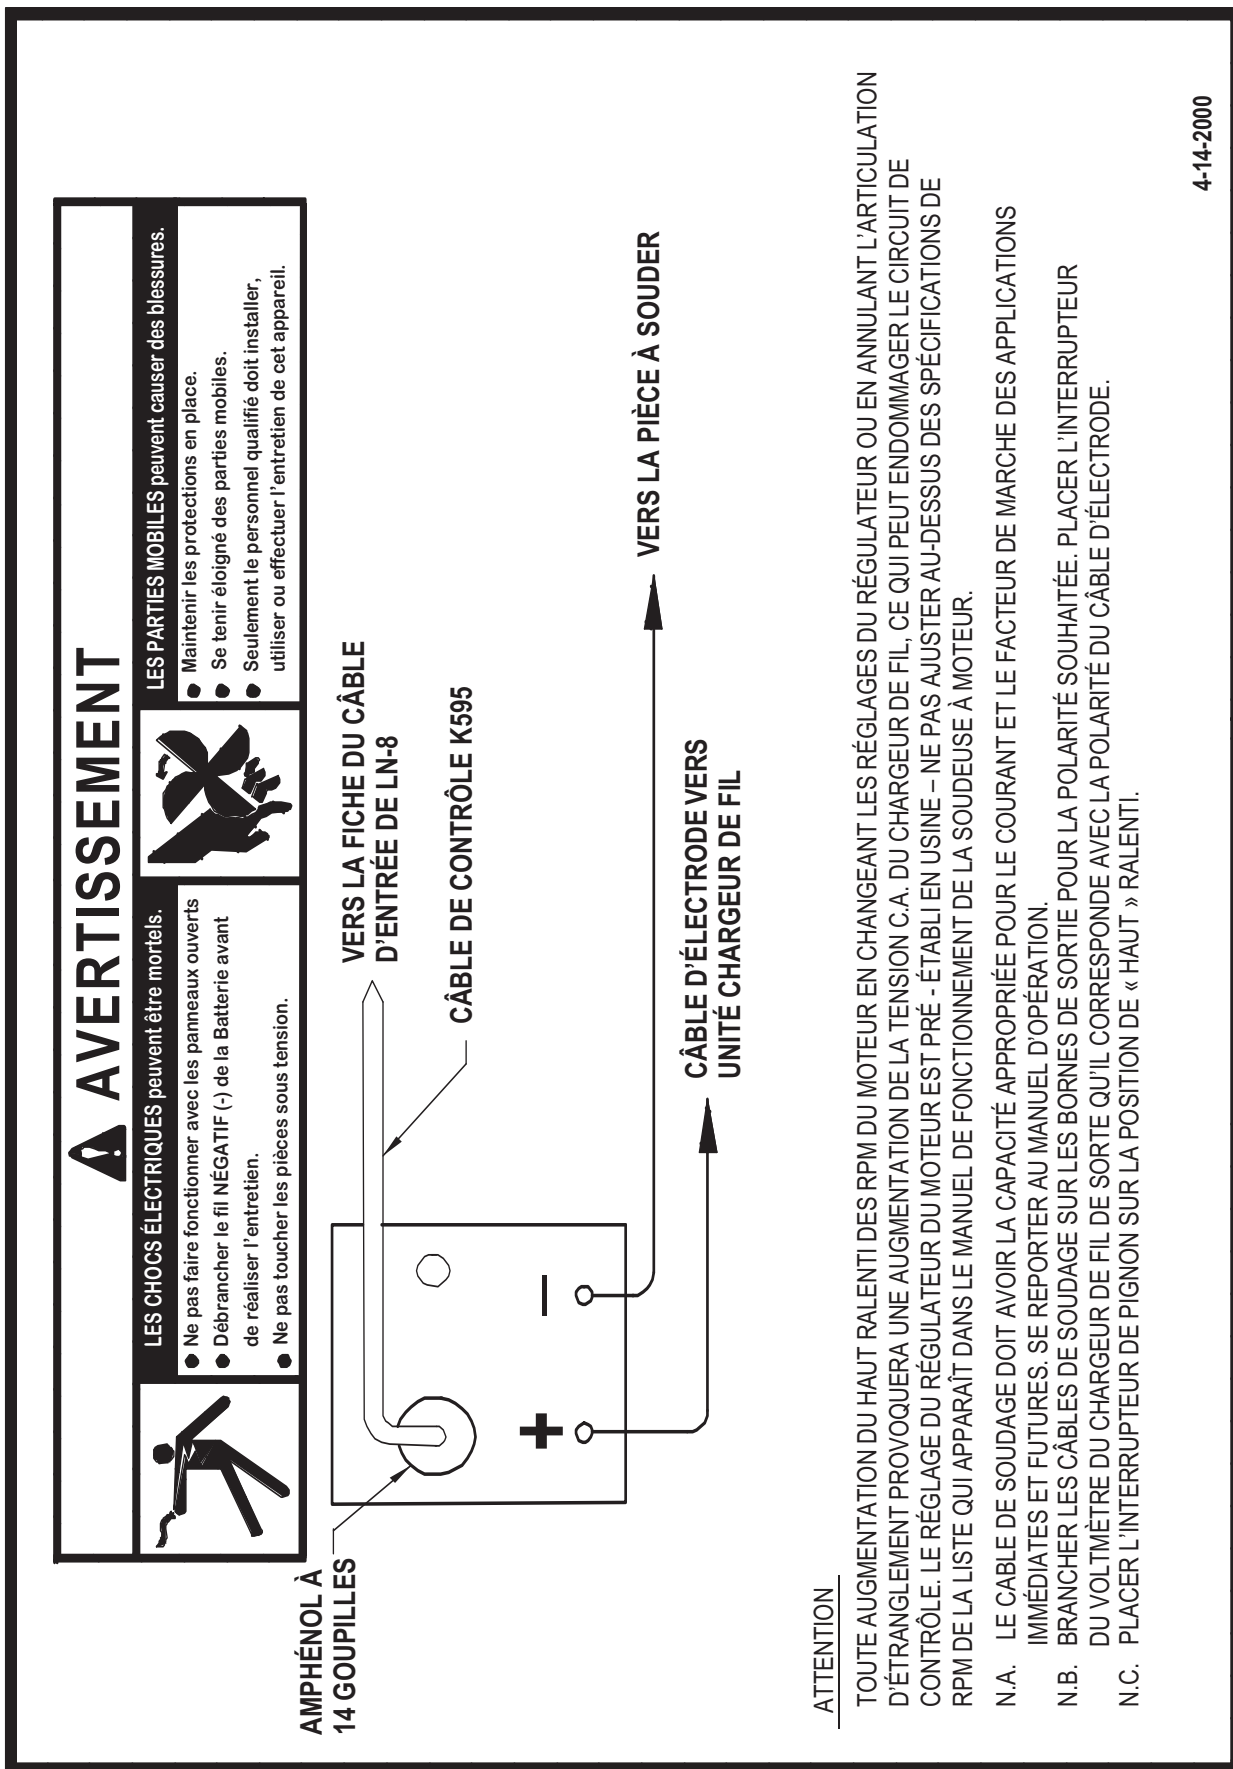 AVERTISSEMENT
LES CHOCS ÉLECTRIQUES peuvent être mortels.
Ne pas faire fonctionner avec les panneaux ouverts
Débrancher le fil NÉGATIF (-) de la Batterie avant
de réaliser l'entretien.
Ne pas toucher les pièces sous tension.
LES PARTIES MOBILES peuvent causer des blessures.
Maintenir les protections en place.
Se tenir éloigné des parties mobiles.
Seulement le personnel qualifié doit installer,
utiliser ou effectuer l'entretien de cet appareil.
AMPHÉNOL À
14 GOUPILLES
VERS LA FICHE DU CÂBLE
D'ENTRÉE DE LN-8
CÂBLE DE CONTRÔLE K595
+
–
VERS LA PIÈCE À SOUDER
CÂBLE D'ÉLECTRODE VERS
UNITÉ CHARGEUR DE FIL
ATTENTION
TOUTE AUGMENTATION DU HAUT RALENTI DES RPM DU MOTEUR EN CHANGEANT LES RÉGLAGES DU RÉGULATEUR OU EN ANNULANT L'ARTICULATION
D'ÉTRANGLEMENT PROVOQUERA UNE AUGMENTATION DE LA TENSION C.A. DU CHARGEUR DE FIL, CE QUI PEUT ENDOMMAGER LE CIRCUIT DE
CONTRÔLE. LE RÉGLAGE DU RÉGULATEUR DU MOTEUR EST PRÉ - ÉTABLI EN USINE – NE PAS AJUSTER AU-DESSUS DES SPÉCIFICATIONS DE
RPM DE LA LISTE QUI APPARAÎT DANS LE MANUEL DE FONCTIONNEMENT DE LA SOUDEUSE À MOTEUR.
N.A. LE CABLE DE SOUDAGE DOIT AVOIR LA CAPACITÉ APPROPRIÉE POUR LE COURANT ET LE FACTEUR DE MARCHE DES APPLICATIONS
IMMÉDIATES ET FUTURES. SE REPORTER AU MANUEL D'OPÉRATION.
N.B. BRANCHER LES CÂBLES DE SOUDAGE SUR LES BORNES DE SORTIE POUR LA POLARITÉ SOUHAITÉE. PLACER L'INTERRUPTEUR
DU VOLTMÈTRE DU CHARGEUR DE FIL DE SORTE QU'IL CORRESPONDE AVEC LA POLARITÉ DU CÂBLE D'ÉLECTRODE.
N.C. PLACER L'INTERRUPTEUR DE PIGNON SUR LA POSITION DE « HAUT » RALENTI.
4-14-2000